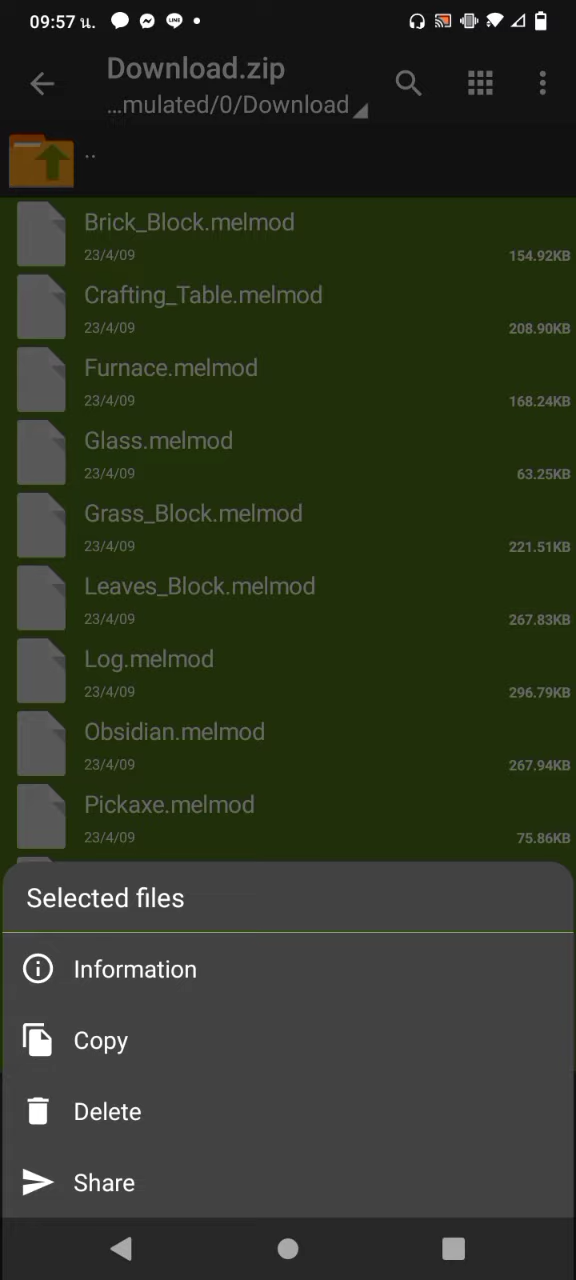 09:57 น.
LINE
Download.zip
...mulated/0/Download
..
Brick_Block.melmod
23/4/09
154.92KB
Crafting_Table.melmod
23/4/09
208.90KB
Furnace.melmod
23/4/09
168.24KB
Glass.melmod
23/4/09
63.25KB
Grass_Block.melmod
23/4/09
221.51KB
Leaves_Block.melmod
23/4/09
267.83KB
Log.melmod
23/4/09
296.79KB
Obsidian.melmod
23/4/09
267.94KB
Pickaxe.melmod
23/4/09
75.86KB
Selected files
Information
Copy
Delete
Share